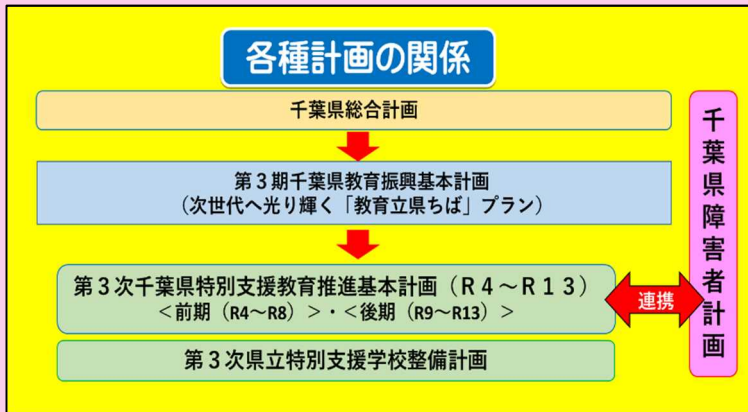 各種計画の関係
千葉県総合計画
第３期千葉県教育振興基本計画
（次世代へ光り輝く「教育立県ちば」プラン）
第３次千葉県特別支援教育推進基本計画（Ｒ４～Ｒ１３）
＜前期（R4～R8）＞・＜後期（R9～R13）＞
連携
第３次県立特別支援学校整備計画
千葉県障害者計画